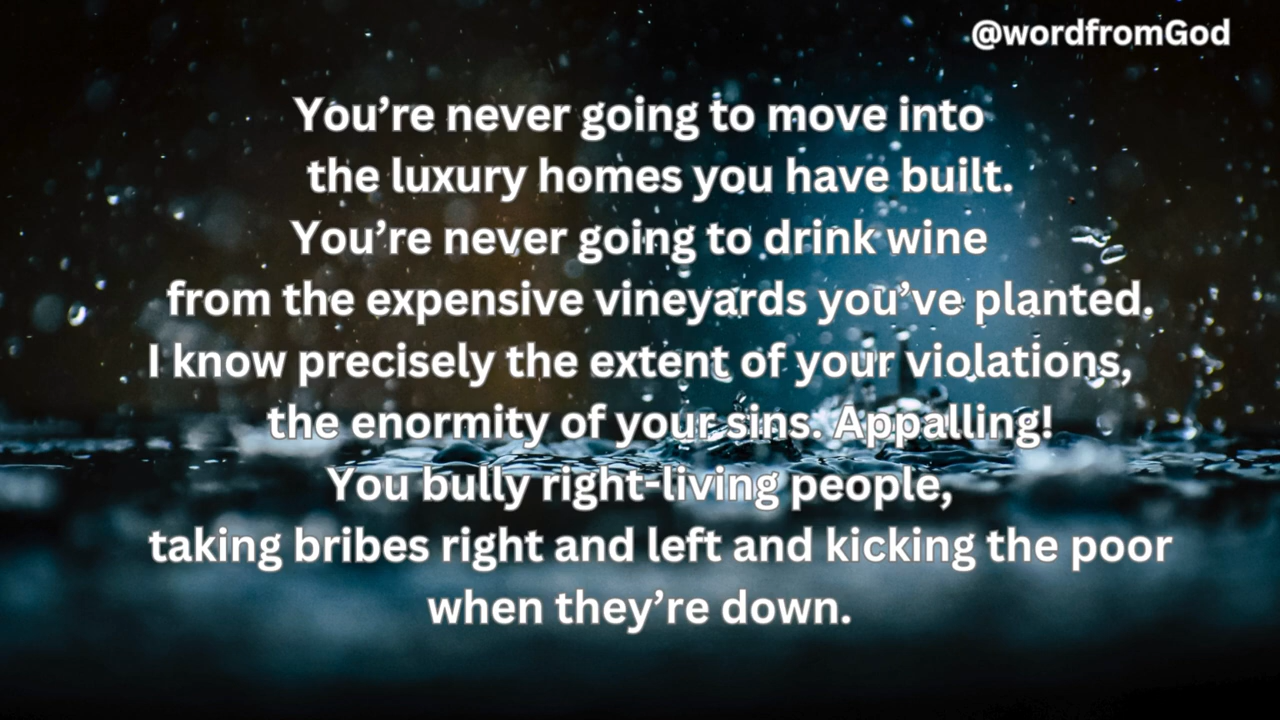 @wordfromGod
You’re never going to move into
the luxury homes you have built.
You’re never going to drink wine
from the expensive vineyards you’ve planted.
I know precisely the extent of your violations,
the enormity of your sins. Appalling!
You bully right-living people,
taking bribes right and left and kicking the poor
when they’re down.